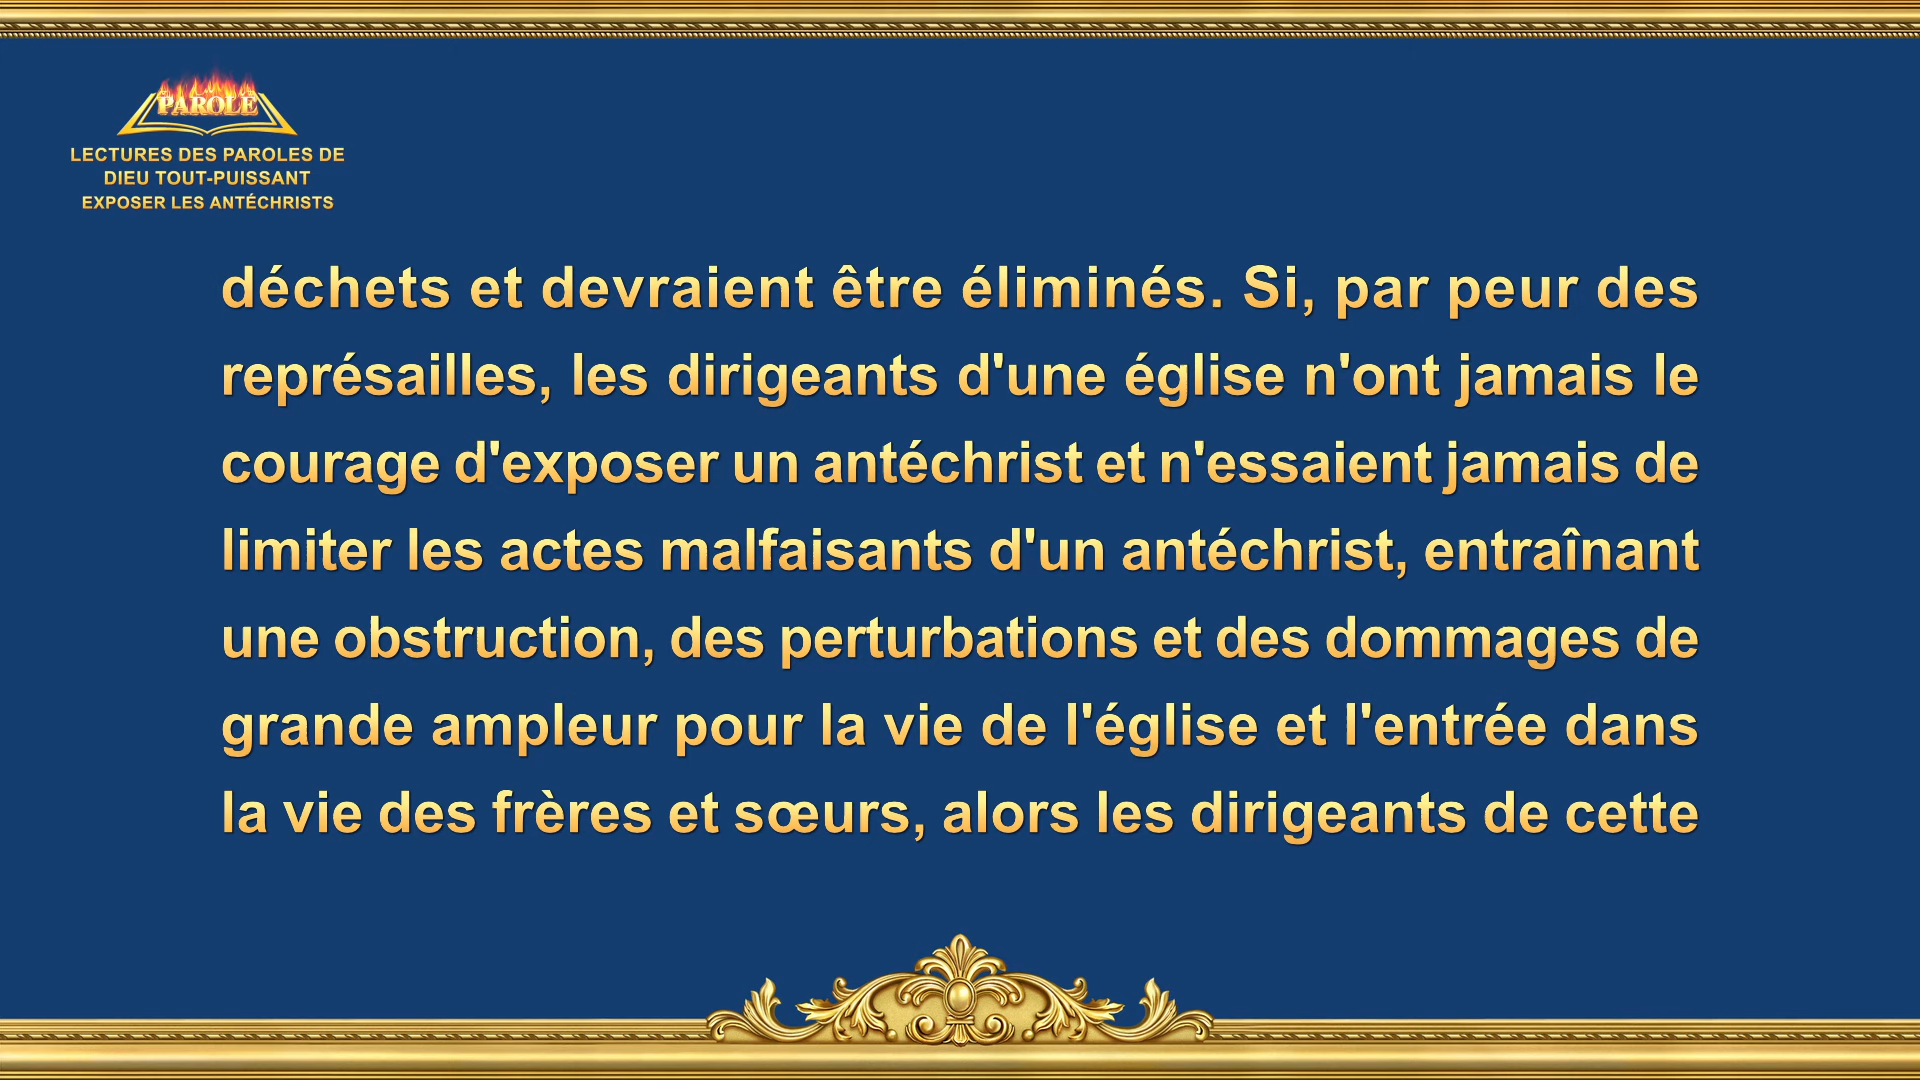 PAROLE
LECTURES DES PAROLES DE
DIEU TOUT-PUISSANT
EXPOSER LES ANTÉCHRISTS
déchets et devraient être éliminés. Si, par peur des
représailles, les dirigeants d'une église n'ont jamais le
courage d'exposer un antéchrist et n'essaient jamais de
limiter les actes malfaisants d'un antéchrist, entraînant
une obstruction, des perturbations et des dommages de
grande ampleur pour la vie de l'église et l'entrée dans
la vie des frères et sœurs, alors les dirigeants de cette